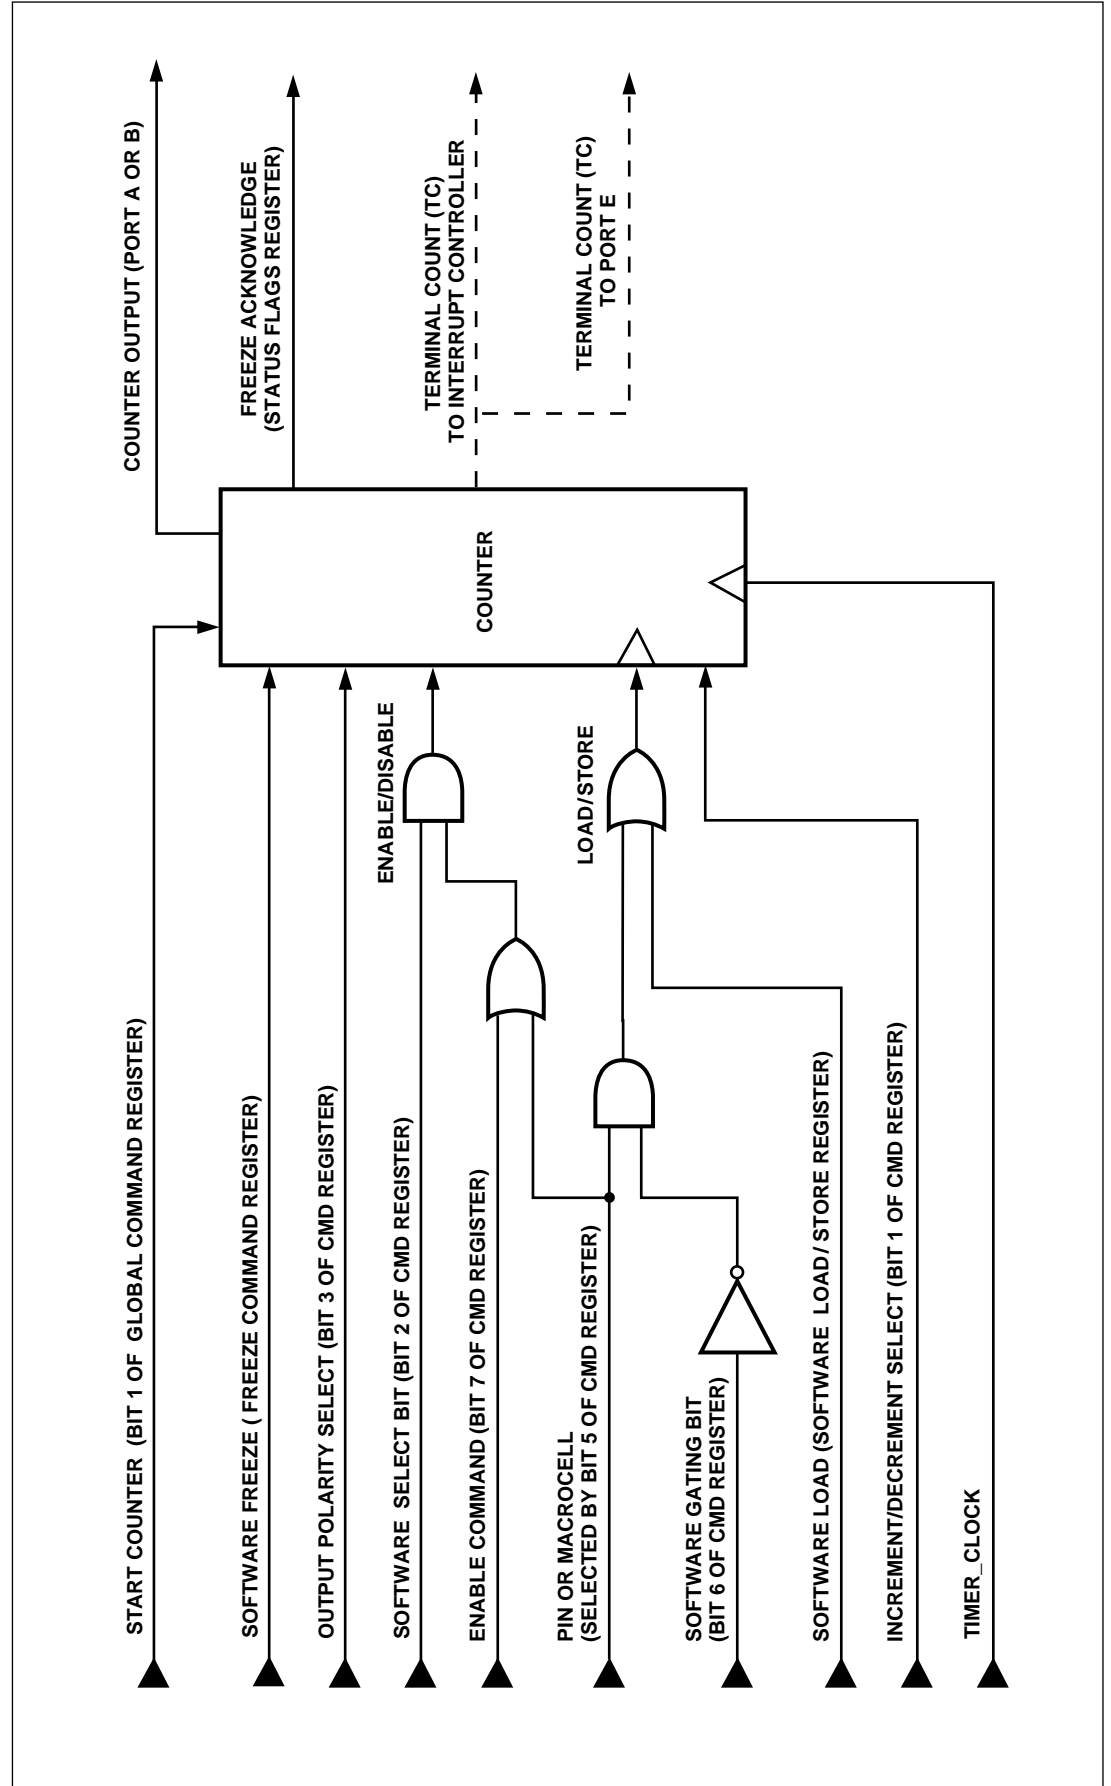 START COUNTER (BIT 1 OF GLOBAL COMMAND REGISTER)
SOFTWARE FREEZE ( FREEZE COMMAND REGISTER)
OUTPUT POLARITY SELECT (BIT 3 OF CMD REGISTER)
SOFTWARE SELECT BIT (BIT 2 OF CMD REGISTER)
ENABLE COMMAND (BIT 7 OF CMD REGISTER)
PIN OR MACROCELL
(SELECTED BY BIT 5 OF CMD REGISTER)
SOFTWARE GATING BIT
(BIT 6 OF CMD REGISTER)
SOFTWARE LOAD (SOFTWARE LOAD/ STORE REGISTER)
INCREMENT/DECREMENT SELECT (BIT 1 OF CMD REGISTER)
TIMER_CLOCK
ENABLE/DISABLE
LOAD/STORE
COUNTER
COUNTER OUTPUT (PORT A OR B)
FREEZE ACKNOWLEDGE
(STATUS FLAGS REGISTER)
TERMINAL COUNT (TC)
TO INTERRUPT CONTROLLER
TERMINAL COUNT (TC)
TO PORT E